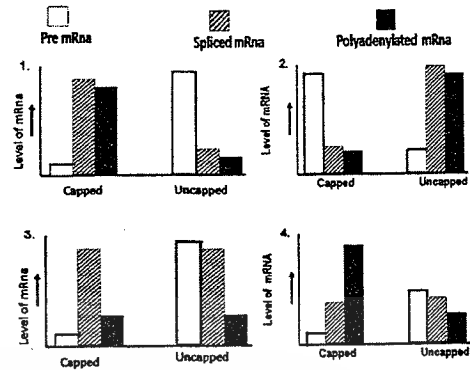 Pre mRna
Spliced mRna
Polyadenylated mRna
1.
Level of mRna
Capped
Uncapped
2.
Level of mRNA
Capped
Uncapped
3.
Level of mRna
Capped
Uncapped
4.
Level of mRNA
Capped
Uncapped